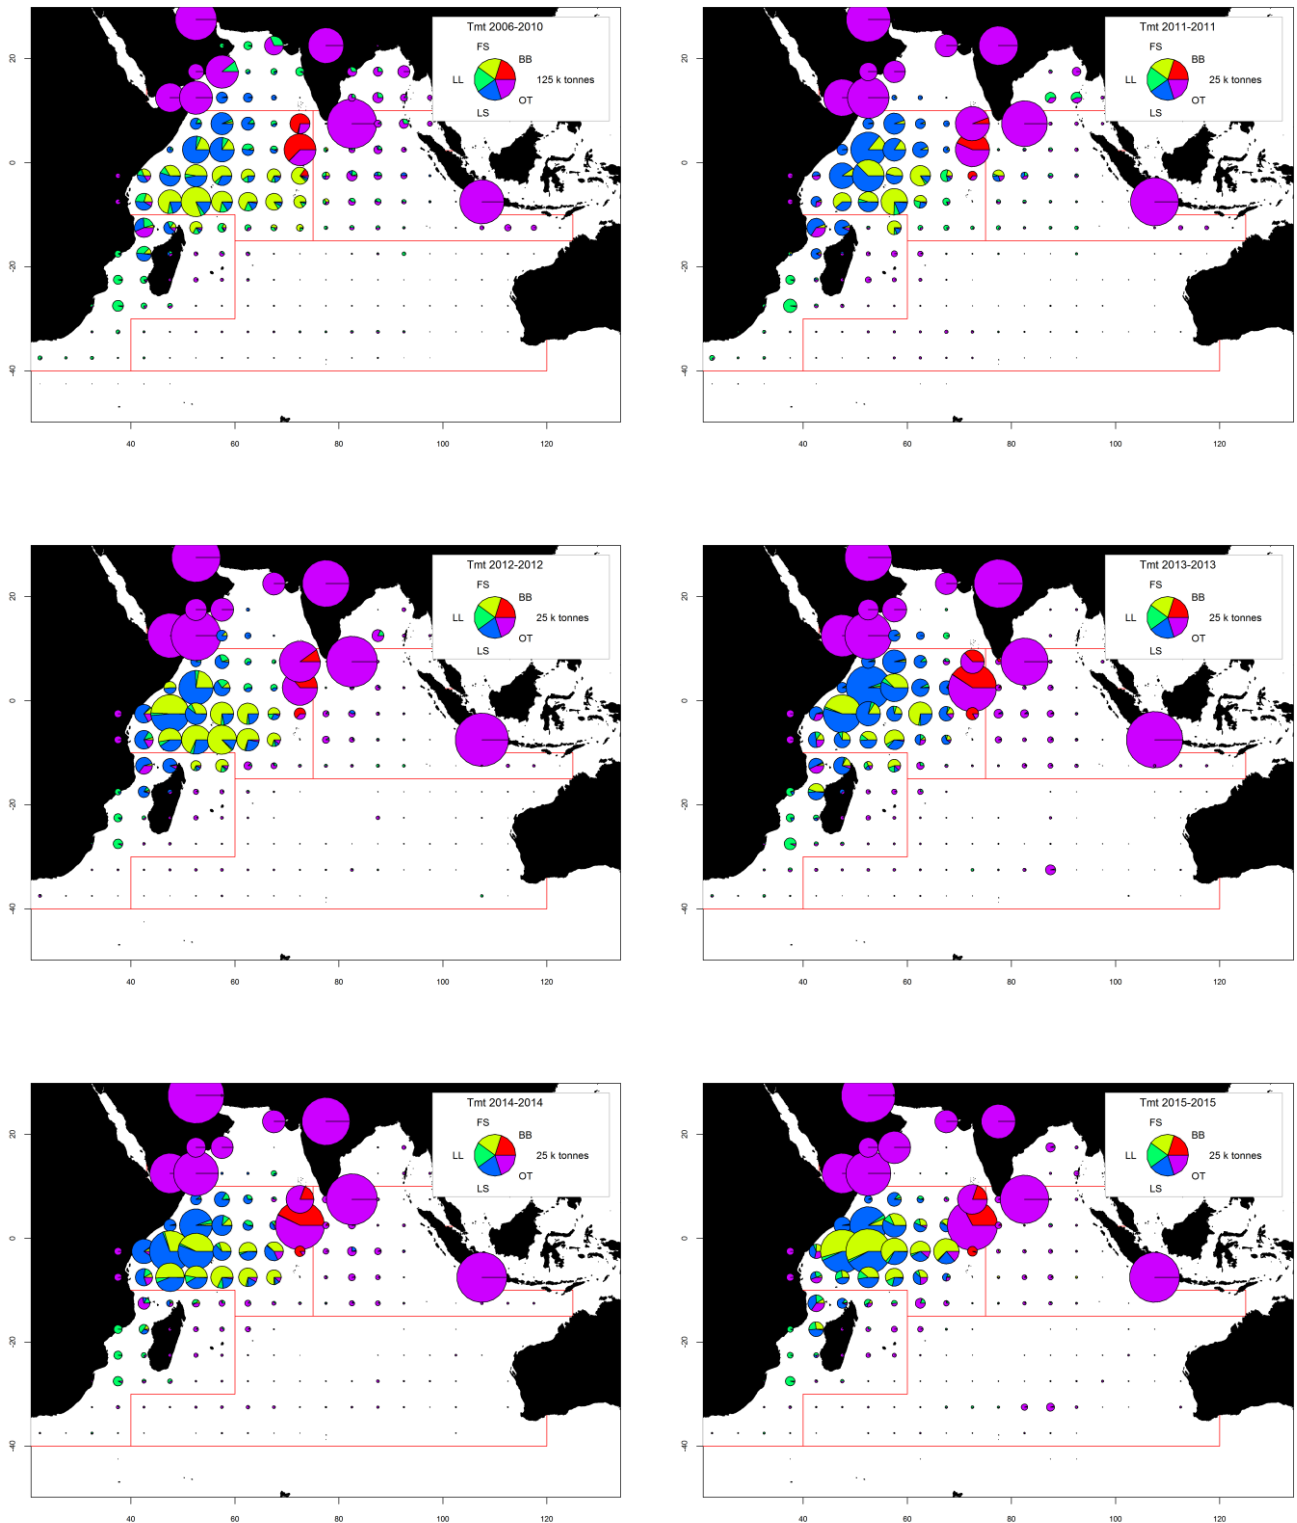 Tmt 2006-2010
FS
BB
LL
125 k tonnes
OT
LS
20
0
-20
-40
40
60
80
100
120
Tmt 2011-2011
FS
BB
LL
25 k tonnes
OT
LS
20
0
-20
-40
40
60
80
100
120
Tmt 2012-2012
FS
BB
LL
25 k tonnes
OT
LS
20
0
-20
-40
40
60
80
100
120
Tmt 2013-2013
FS
BB
LL
25 k tonnes
OT
LS
20
0
-20
-40
40
60
80
100
120
Tmt 2014-2014
FS
BB
LL
25 k tonnes
OT
LS
20
0
-20
-40
40
60
80
100
120
Tmt 2015-2015
FS
BB
LL
25 k tonnes
OT
LS
20
0
-20
-40
40
60
80
100
120